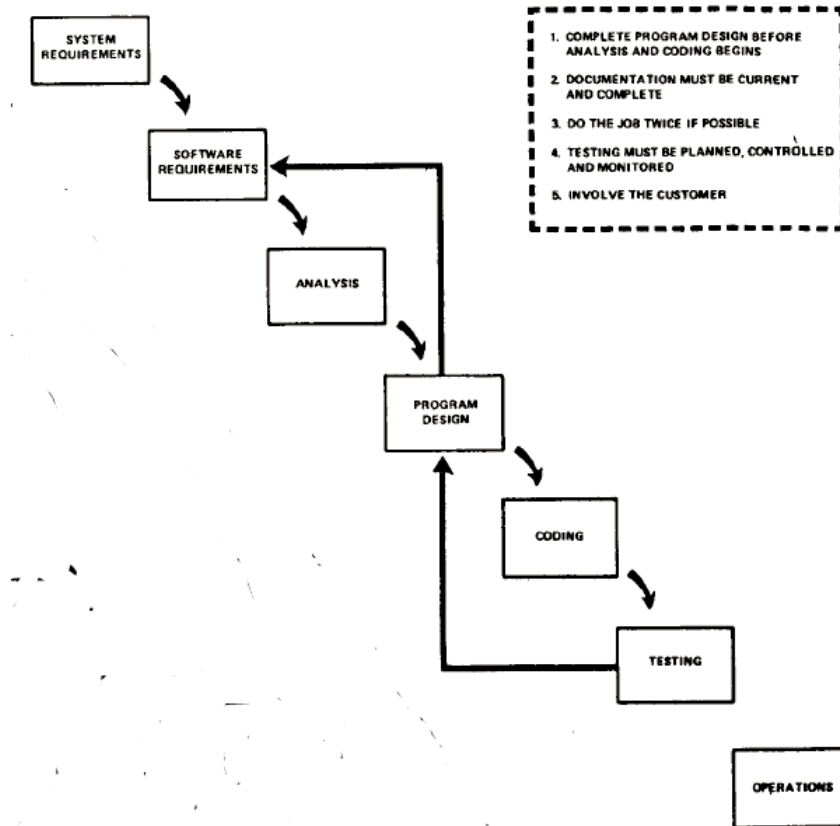 SYSTEM
REQUIREMENTS
1. COMPLETE PROGRAM DESIGN BEFORE
ANALYSIS AND CODING BEGINS
2. DOCUMENTATION MUST BE CURRENT
AND COMPLETE
3. DO THE JOB TWICE IF POSSIBLE
4. TESTING MUST BE PLANNED, CONTROLLED
AND MONITORED
5. INVOLVE THE CUSTOMER
SOFTWARE
REQUIREMENTS
ANALYSIS
PROGRAM
DESIGN
CODING
TESTING
OPERATIONS